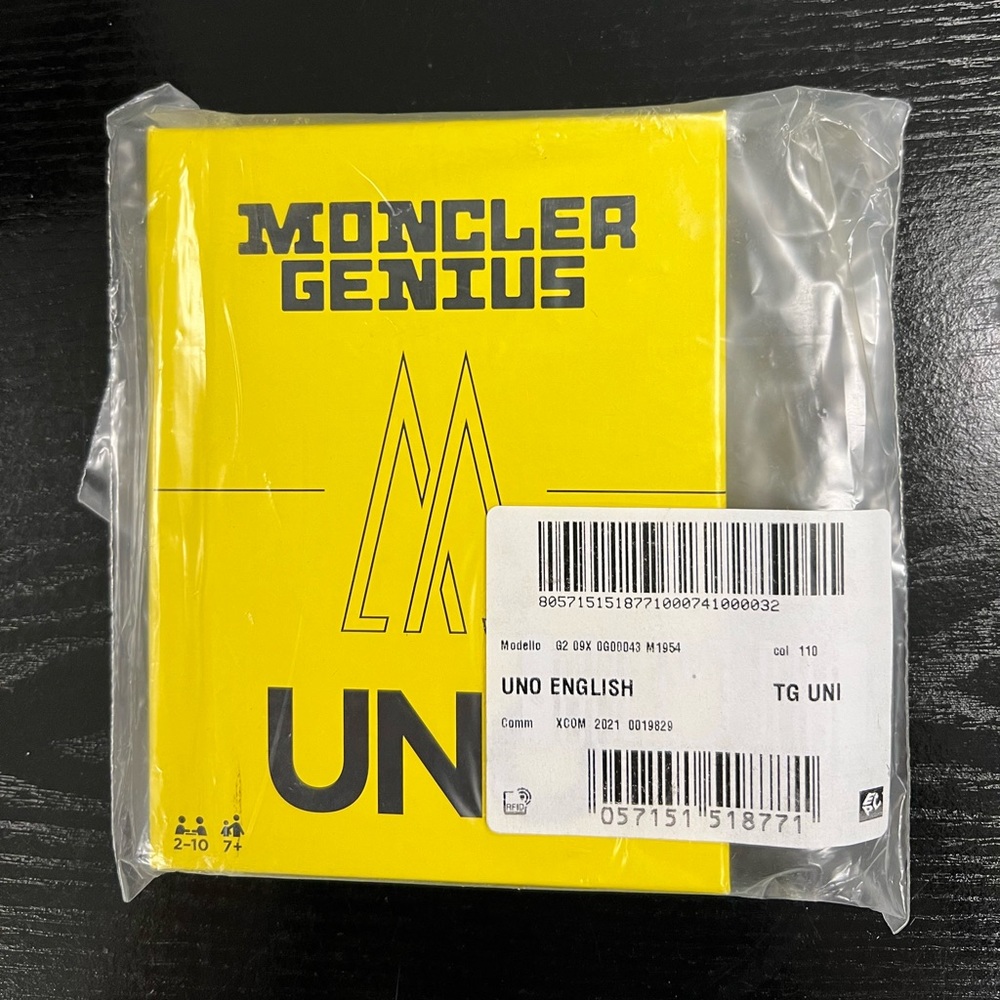 MONCLER
GENIUS
UN
2-10 7+
8057151518771000741000032
Modello G2 09X 0G00043 M1954 col 110
UNO ENGLISH TG UNI
Comm XCOM 2021 0019829
RFID
057151 518771
EPC